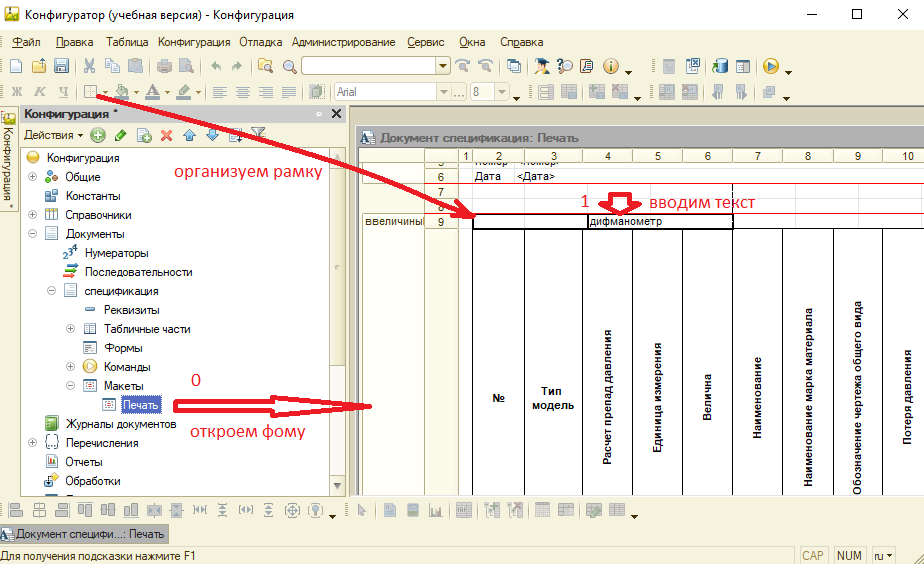 Конфигуратор (учебная версия) - Конфигурация
Файл Правка Таблица Конфигурация Отладка Администрирование Сервис Окна Справка
Ж К Ч Arial 8
Конфигурация *
Действия
Конфигурация *
Конфигурация
Общие
Константы
Справочники
Документы
Нумераторы
Последовательности
спецификация
Реквизиты
Табличные части
Формы
Команды
Макеты
Печать
Журналы документов
Перечисления
Отчеты
Обработки
организуем рамку
0
откроем фому
Документ спецификация: Печать
1 2 3 4 5 6 7 8 9 10
6 Дата <Дата>
7
8
1 вводим текст
ввеличины 9 дифманометр
№
Тип
модель
Расчет препад давления
Единица измерения
Велична
Наименование
Наименование марка материала
Обозначение чертежа общего вида
Потеря давления
Документ специфи...: Печать
Для получения подсказки нажмите F1
CAP NUM ru